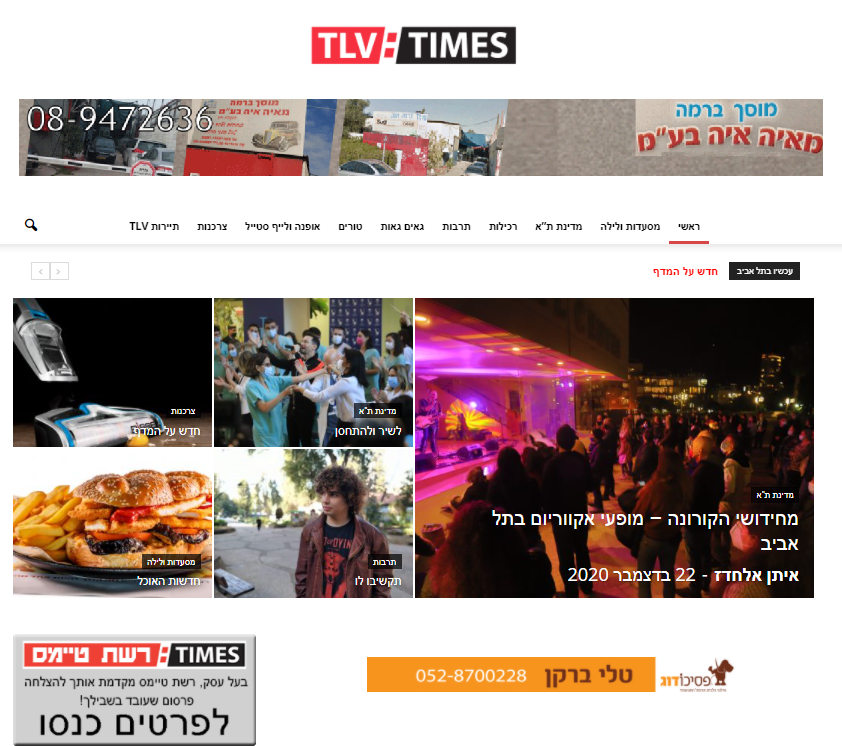 TLV TIMES
08-9472636
מוסך ברמה
מאיה איה בע"מ
ראשי
מסעדות ולילה
מדינת ת"א
רכילות
תרבות
גאים גאות
טורים
אופנה ולייף סטייל
צרכנות
תיירות TLV
עכשיו בתל אביב
חדש על המדף
מדינת ת"א
מחידושי הקורונה – מופעי אקווריום בתל
אביב
איתן אלחדז - 22 בדצמבר 2020
מדינת ת"א
לשיר ולהתחסן
צרכנות
חדש על המדף
תרבות
תקשיבו לו
מסעדות ולילה
חדשות האוכל
פסיכודוג
טלי ברקן 052-8700228
TIMES רשת טיימס
בעל עסק, רשת טיימס מקדמת אותך להצלחה
פרסום שעובד בשבילך!
לפרטים כנסו